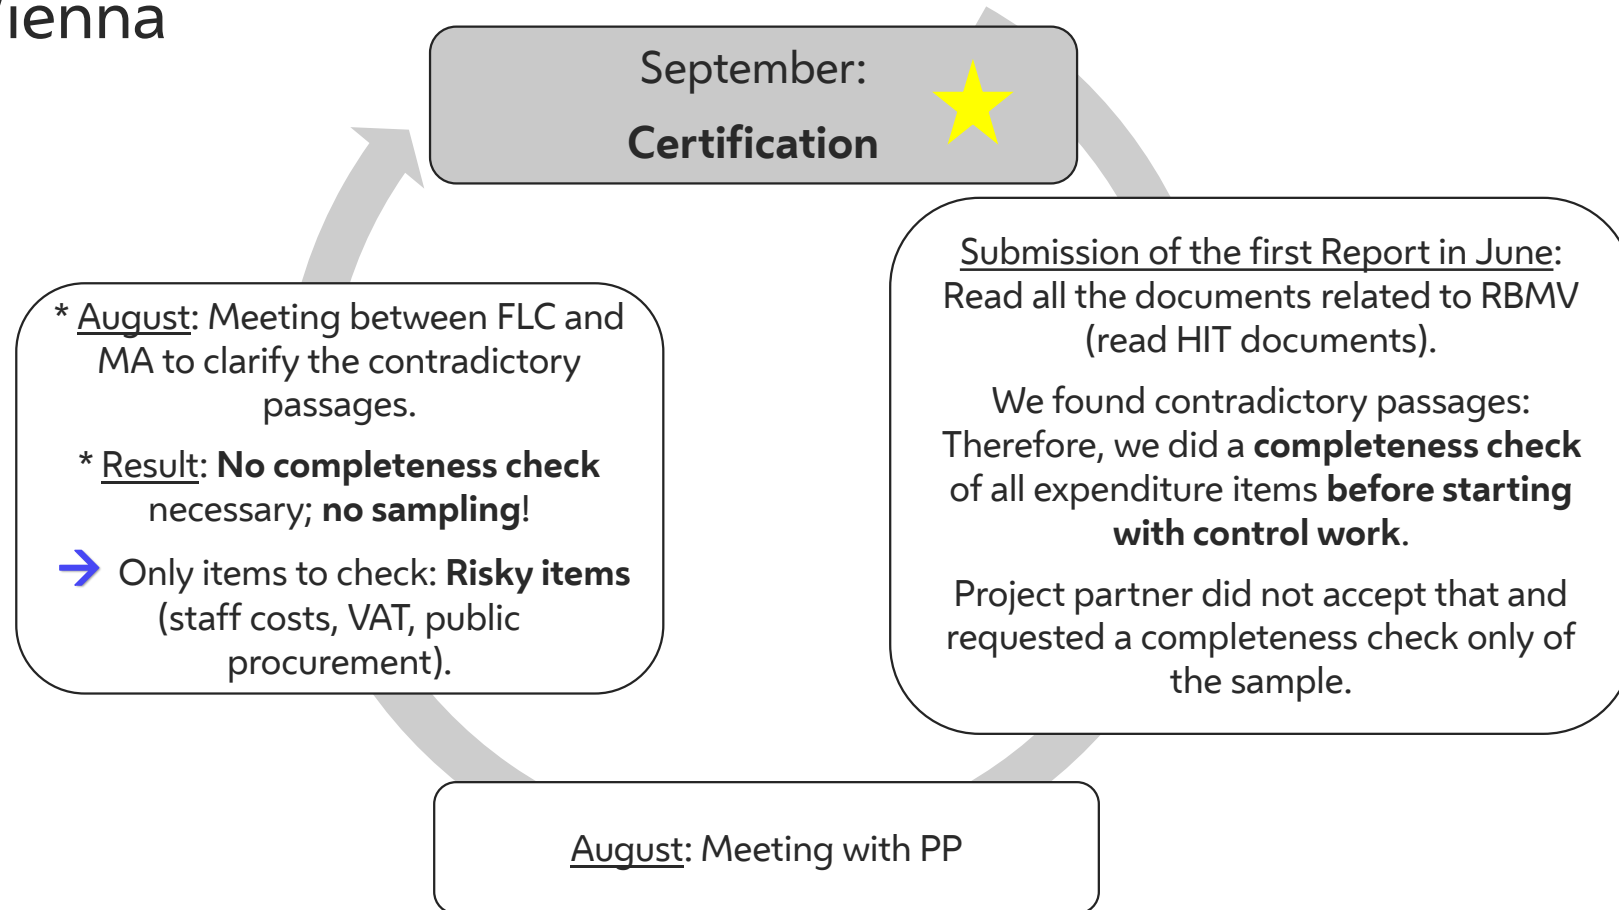 Vienna
September:
Certification
Submission of the first Report in June:
Read all the documents related to RBMV
(read HIT documents).
We found contradictory passages:
Therefore, we did a completeness check
of all expenditure items before starting
with control work.
Project partner did not accept that and
requested a completeness check only of
the sample.
August: Meeting with PP
* August: Meeting between FLC and
MA to clarify the contradictory
passages.
* Result: No completeness check
necessary; no sampling!
→ Only items to check: Risky items
(staff costs, VAT, public
procurement).